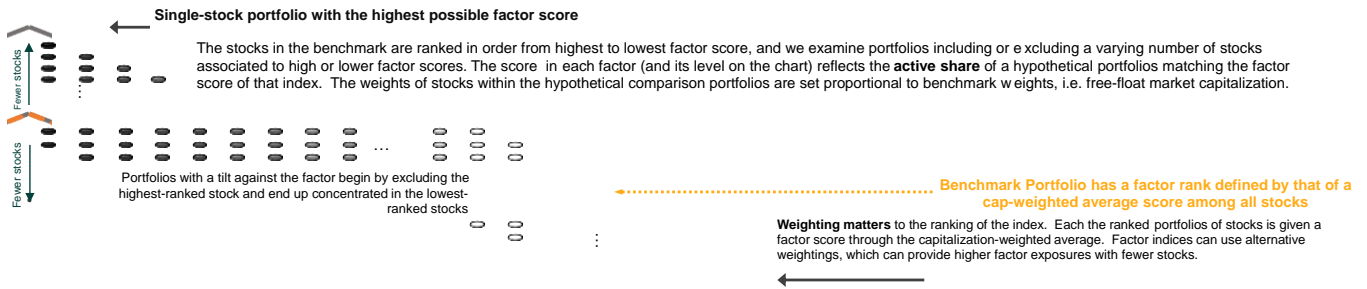 Single-stock portfolio with the highest possible factor score
Fewer stocks
The stocks in the benchmark are ranked in order from highest to lowest factor score, and we examine portfolios including or e xcluding a varying number of stocks
associated to high or lower factor scores. The score in each factor (and its level on the chart) reflects the active share of a hypothetical portfolios matching the factor
score of that index. The weights of stocks within the hypothetical comparison portfolios are set proportional to benchmark w eights, i.e. free-float market capitalization.
⋮
Fewer stocks
...
Portfolios with a tilt against the factor begin by excluding the
highest-ranked stock and end up concentrated in the lowest-
ranked stocks
Benchmark Portfolio has a factor rank defined by that of a
cap-weighted average score among all stocks
Weighting matters to the ranking of the index. Each the ranked portfolios of stocks is given a
factor score through the capitalization-weighted average. Factor indices can use alternative
weightings, which can provide higher factor exposures with fewer stocks.
⋮